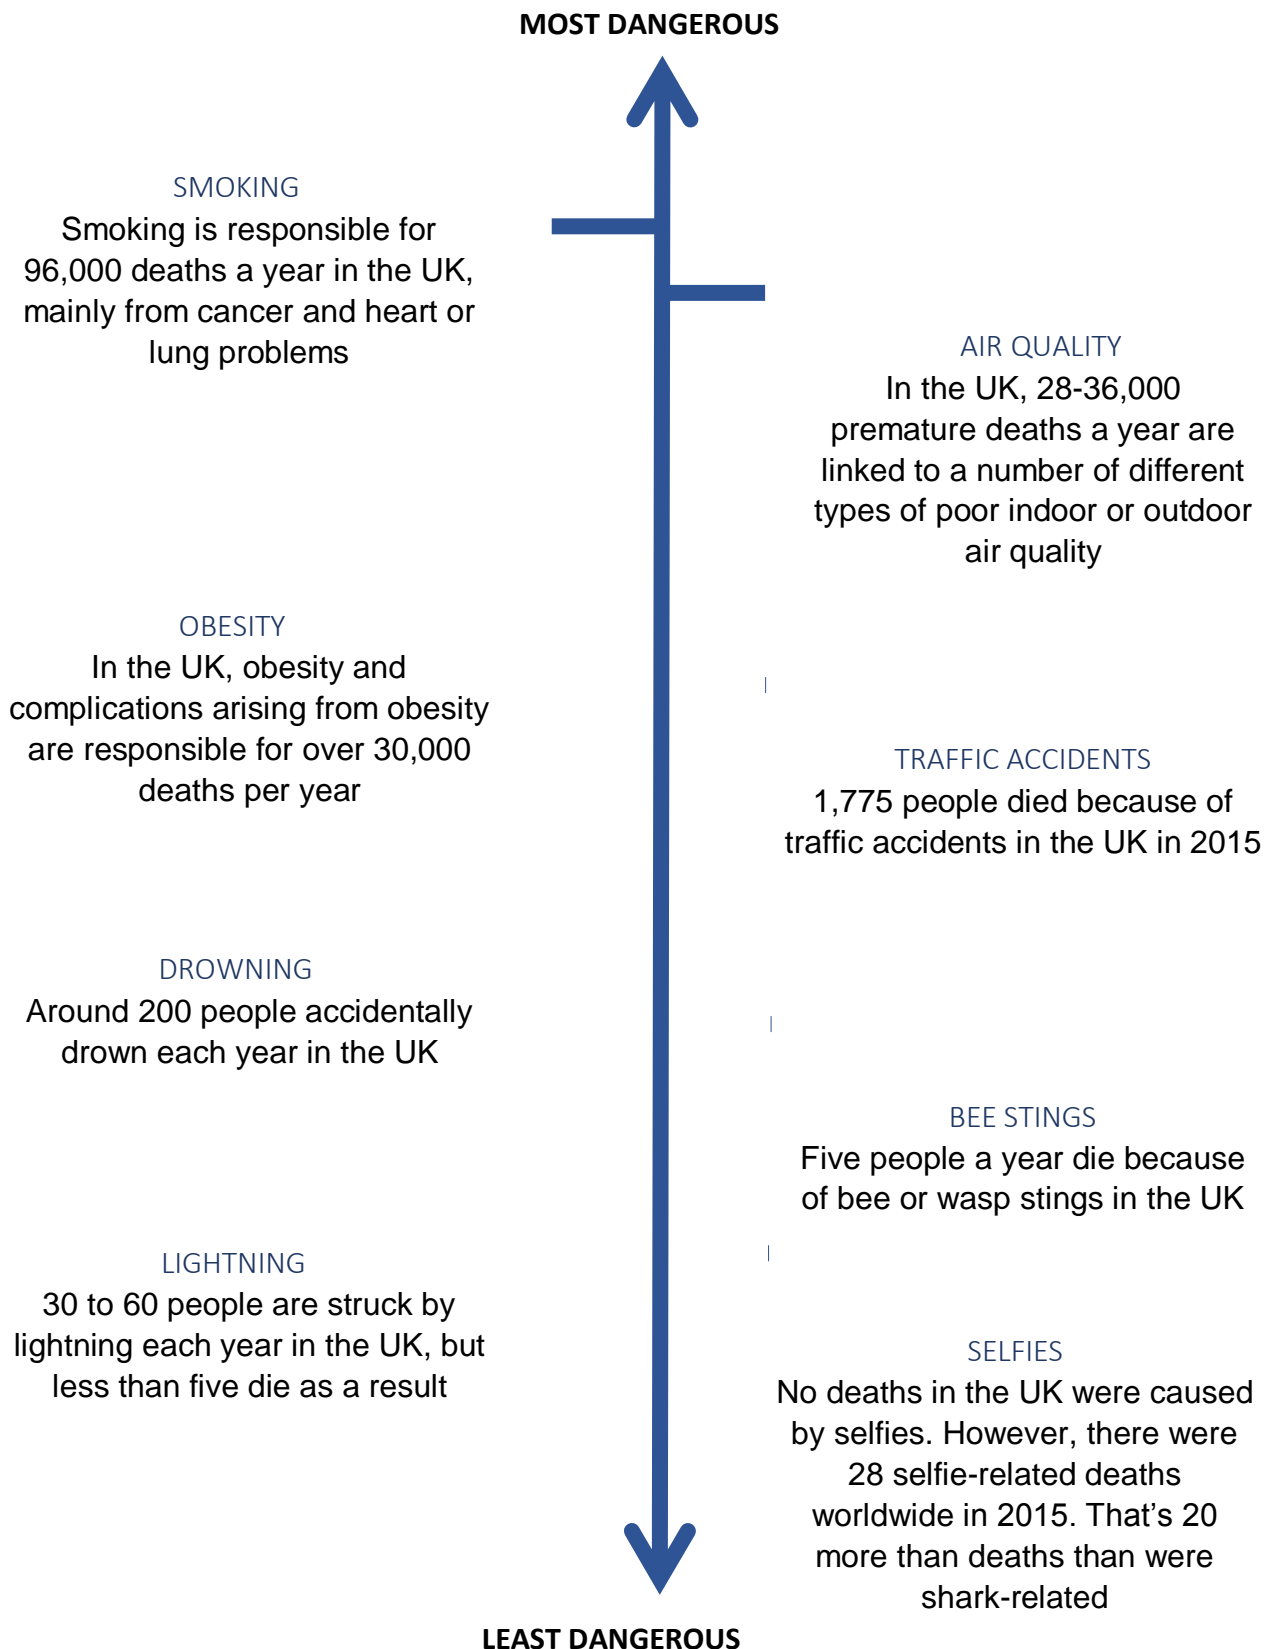 MOST DANGEROUS
SMOKING
Smoking is responsible for
96,000 deaths a year in the UK,
mainly from cancer and heart or
lung problems
AIR QUALITY
In the UK, 28-36,000
premature deaths a year are
linked to a number of different
types of poor indoor or outdoor
air quality
OBESITY
In the UK, obesity and
complications arising from obesity
are responsible for over 30,000
deaths per year
TRAFFIC ACCIDENTS
1,775 people died because of
traffic accidents in the UK in 2015
DROWNING
Around 200 people accidentally
drown each year in the UK
BEE STINGS
Five people a year die because
of bee or wasp stings in the UK
LIGHTNING
30 to 60 people are struck by
lightning each year in the UK, but
less than five die as a result
SELFIES
No deaths in the UK were caused
by selfies. However, there were
28 selfie-related deaths
worldwide in 2015. That’s 20
more than deaths than were
shark-related
LEAST DANGEROUS